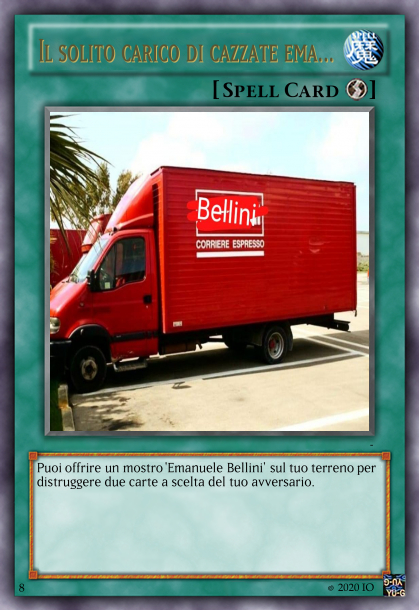 IL SOLITO CARICO DI CAZZATE EMA...
魔
[SPELL CARD]
Bellini
CORRIERE ESPRESSO
Puoi offrire un mostro 'Emanuele Bellini' sul tuo terreno per
distruggere due carte a scelta del tuo avversario.
8
© 2020 IO